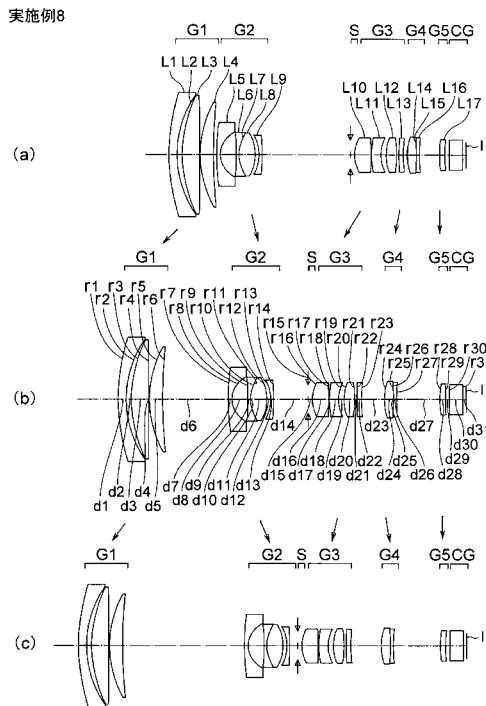 実施例8
G1 G2 S G3 G4 G5 CG
L1 L2 L3 L4 L5 L6 L7 L8 L9 L10 L11 L12 L13 L14 L15 L16 L17
(a) I
G1 G2 S G3 G4 G5 CG
r1 r2 r3 r4 r5 r6 r7 r8 r9 r10 r11 r12 r13 r14 r15 r16 r17 r18 r19 r20 r21 r22 r23 r24 r25 r26 r27 r28 r29 r30 r3
(b) I
d1 d2 d3 d4 d5 d6 d7 d8 d9 d10 d11 d12 d13 d14 d15 d16 d17 d18 d19 d20 d21 d22 d23 d24 d25 d26 d27 d28 d29 d30 d31
G1 G2 S G3 G4 G5 CG
(c) I